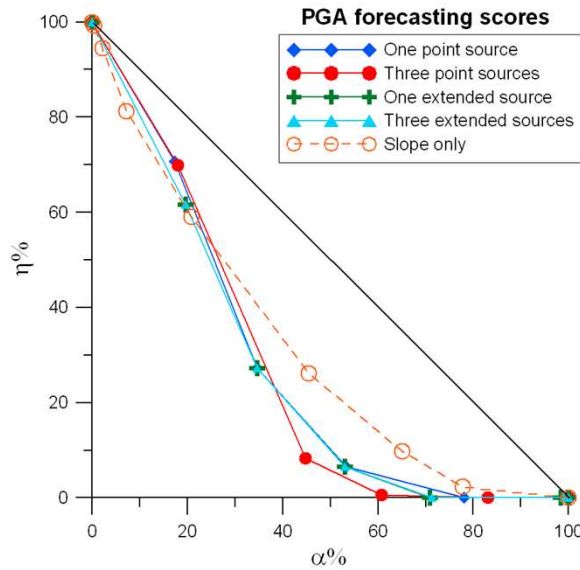 PGA forecasting scores
One point source
Three point sources
One extended source
Three extended sources
Slope only
100
80
60
40
20
0
η%
0 20 40 60 80 100
α%